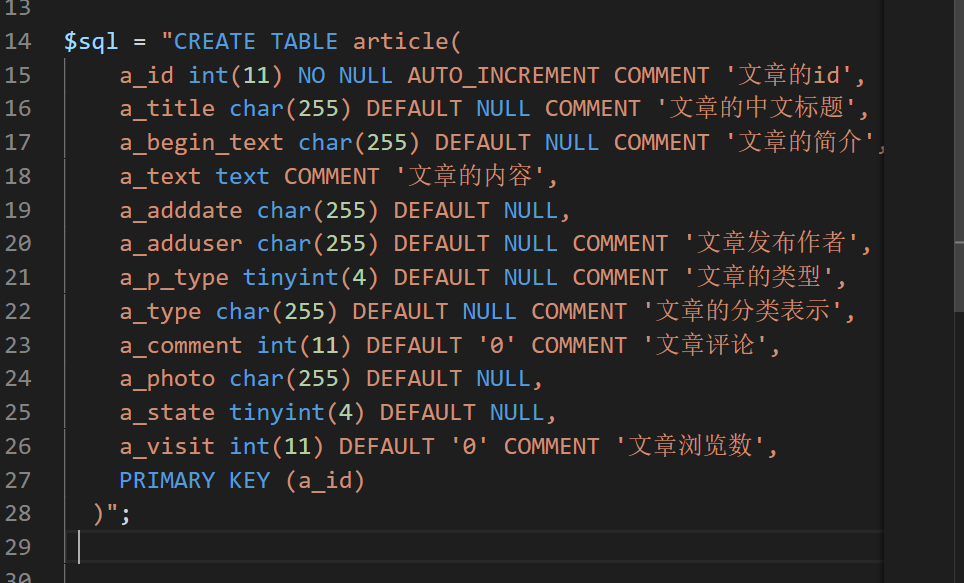 13
14 $sql = "CREATE TABLE article(
15 a_id int(11) NO NULL AUTO_INCREMENT COMMENT '文章的id',
16 a_title char(255) DEFAULT NULL COMMENT '文章的中文标题',
17 a_begin_text char(255) DEFAULT NULL COMMENT '文章的简介',
18 a_text text COMMENT '文章的内容',
19 a_adddate char(255) DEFAULT NULL,
20 a_adduser char(255) DEFAULT NULL COMMENT '文章发布作者',
21 a_p_type tinyint(4) DEFAULT NULL COMMENT '文章的类型',
22 a_type char(255) DEFAULT NULL COMMENT '文章的分类表示',
23 a_comment int(11) DEFAULT '0' COMMENT '文章评论',
24 a_photo char(255) DEFAULT NULL,
25 a_state tinyint(4) DEFAULT NULL,
26 a_visit int(11) DEFAULT '0' COMMENT '文章浏览数',
27 PRIMARY KEY (a_id)
28 )";
29
30